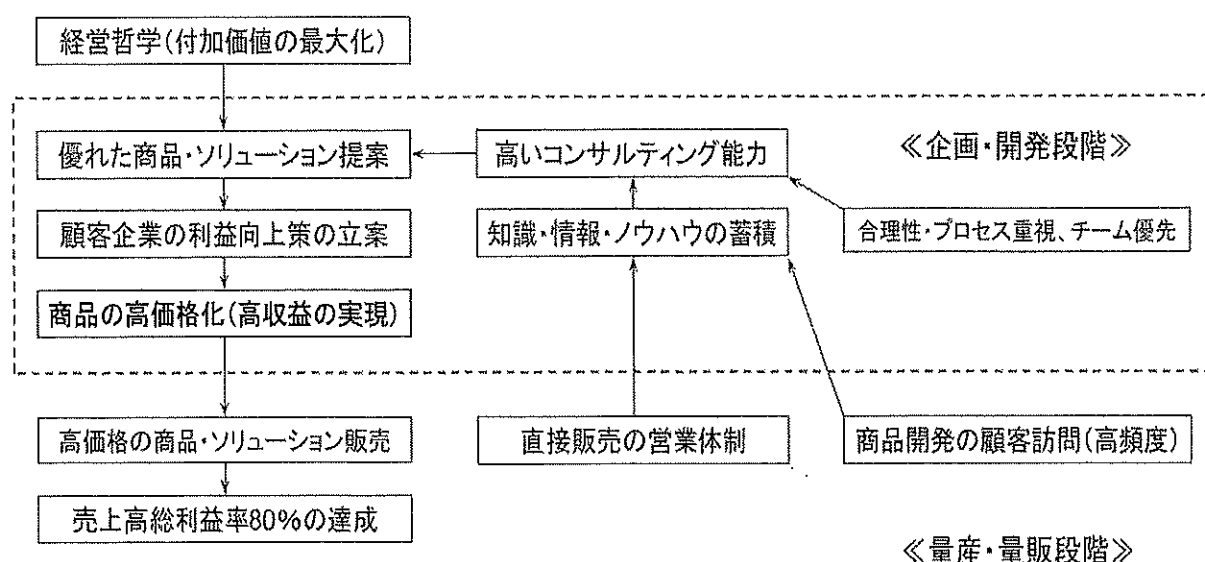 経営哲学(付加価値の最大化)
優れた商品・ソリューション提案
高いコンサルティング能力
≪企画・開発段階≫
顧客企業の利益向上策の立案
知識・情報・ノウハウの蓄積
合理性・プロセス重視、チーム優先
商品の高価格化(高収益の実現)
高価格の商品・ソリューション販売
直接販売の営業体制
商品開発の顧客訪問(高頻度)
売上高総利益率80%の達成
≪量産・量販段階≫